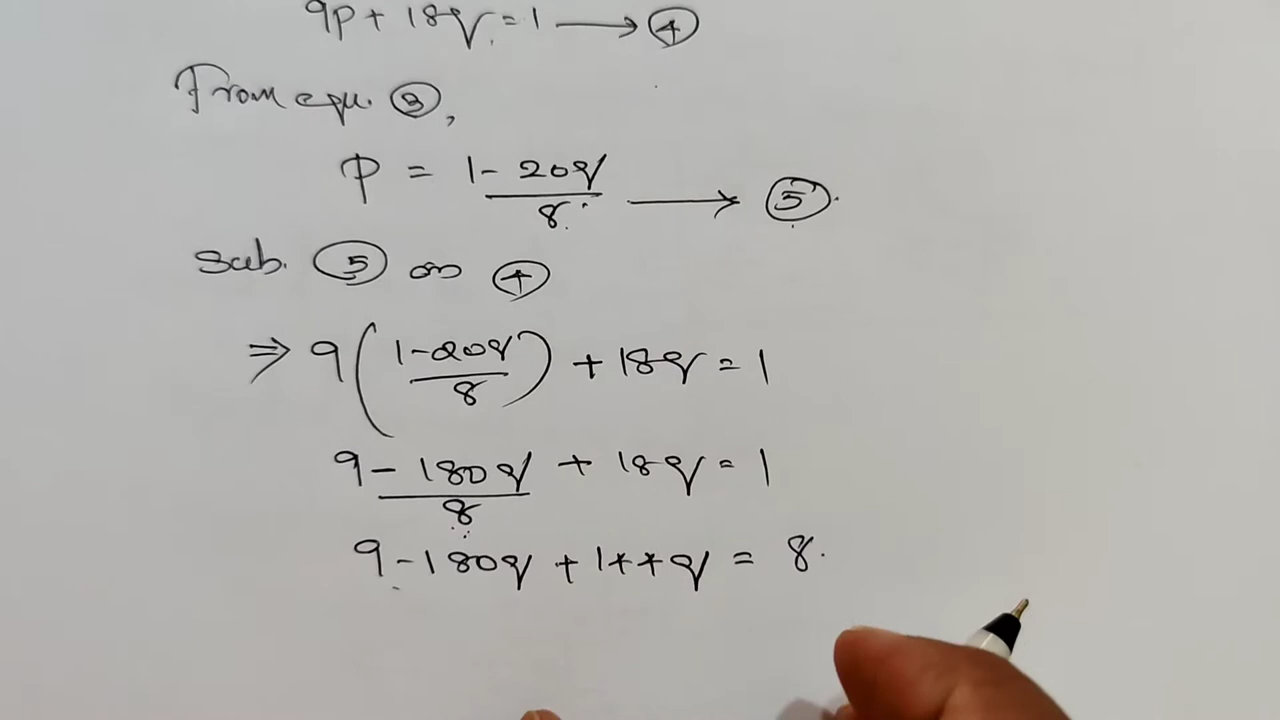 9p + 18q = 1 → ④
From equ. ③,
p = (1 - 20q)/8 → ⑤
Sub. ⑤ on ④
⇒ 9((1-20q)/8) + 18q = 1
(9 - 180q)/8 + 18q = 1
9 - 180q + 144q = 8